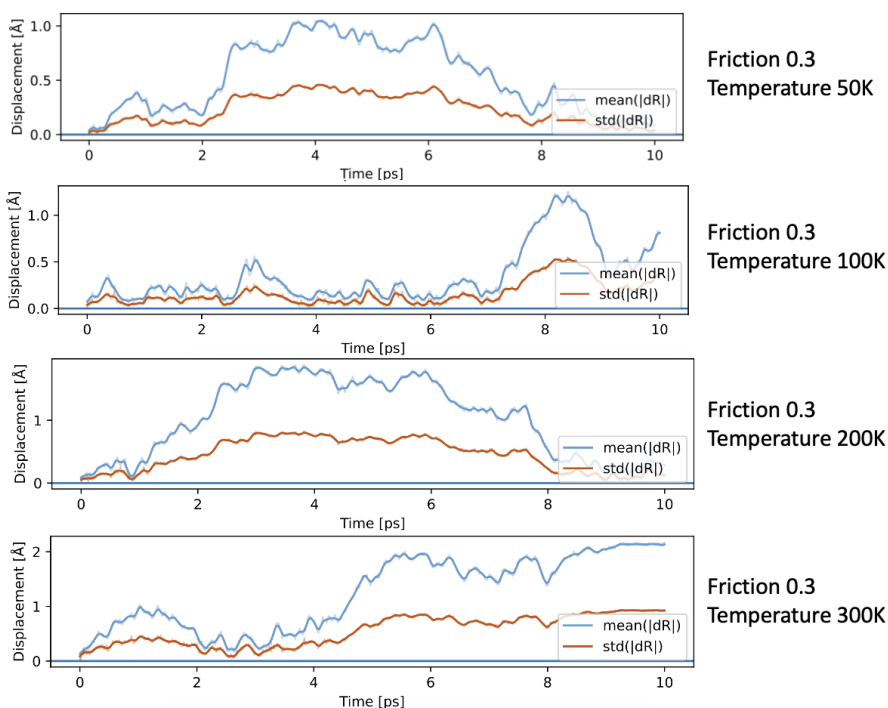 Displacement [Å]
1.0
0.5
0.0
mean(|dR|)
std(|dR|)
0 2 4 6 8 10
Time [ps]
Friction 0.3
Temperature 50K
Displacement [Å]
1.0
0.5
0.0
mean(|dR|)
std(|dR|)
0 2 4 6 8 10
Time [ps]
Friction 0.3
Temperature 100K
Displacement [Å]
1
0
mean(|dR|)
std(|dR|)
0 2 4 6 8 10
Time [ps]
Friction 0.3
Temperature 200K
Displacement [Å]
2
1
0
mean(|dR|)
std(|dR|)
0 2 4 6 8 10
Time [ps]
Friction 0.3
Temperature 300K